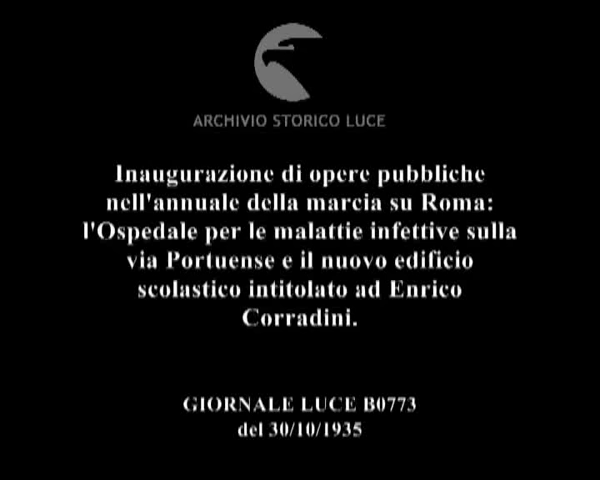 ARCHIVIO STORICO LUCE
Inaugurazione di opere pubbliche
nell'annuale della marcia su Roma:
l'Ospedale per le malattie infettive sulla
via Portuense e il nuovo edificio
scolastico intitolato ad Enrico
Corradini.
GIORNALE LUCE B0773
del 30/10/1935